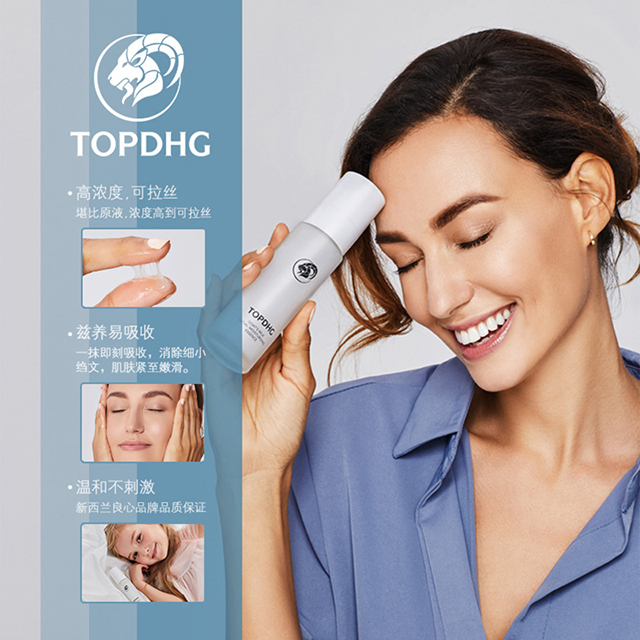 TOPDHG
•高浓度,可拉丝
堪比原液,浓度高到可拉丝
•滋养易吸收
一抹即刻吸收，消除细小
绉文，肌肤紧至嫩滑。
•温和不刺激
新西兰良心品牌品质保证
TOPDHG